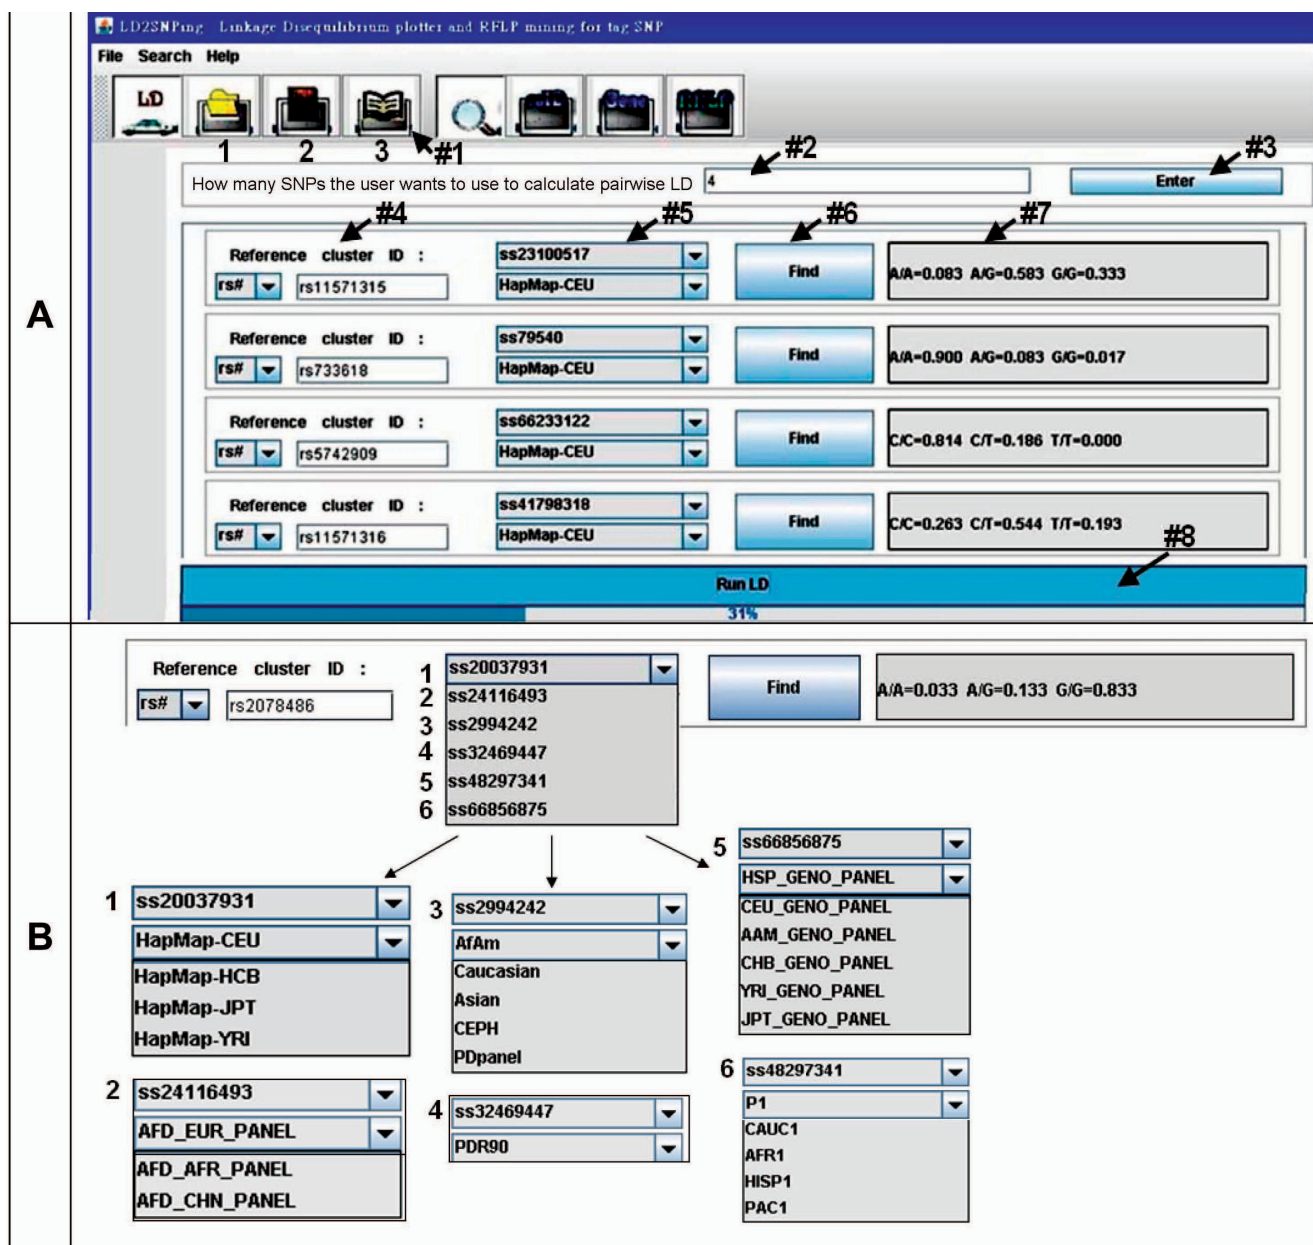 LD2SNPing Linkage Disequilibrium plotter and RFLP mining for tag SNP
File Search Help
LD
1 2 3 #1
#2 #3
How many SNPs the user wants to use to calculate pairwise LD 4 Enter
#4 #5 #6 #7
A
Reference cluster ID : ss23100517
rs# rs11571315 HapMap-CEU Find A/A=0.083 A/G=0.583 G/G=0.333
Reference cluster ID : ss79540
rs# rs733618 HapMap-CEU Find A/A=0.900 A/G=0.083 G/G=0.017
Reference cluster ID : ss66233122
rs# rs5742909 HapMap-CEU Find C/C=0.814 C/T=0.186 T/T=0.000
Reference cluster ID : ss41798318
rs# rs11571316 HapMap-CEU Find C/C=0.263 C/T=0.544 T/T=0.193
#8
Run LD
31%
B
Reference cluster ID : 1 ss20037931
rs# rs2078486 Find A/A=0.033 A/G=0.133 G/G=0.833
2 ss24116493
3 ss2994242
4 ss32469447
5 ss48297341
6 ss66856875
1 ss20037931
HapMap-CEU
HapMap-HCB
HapMap-JPT
HapMap-YRI
2 ss24116493
AFD_EUR_PANEL
AFD_AFR_PANEL
AFD_CHN_PANEL
3 ss2994242
AfAm
Caucasian
Asian
CEPH
PDpanel
4 ss32469447
PDR90
5 ss66856875
HSP_GENO_PANEL
CEU_GENO_PANEL
AAM_GENO_PANEL
CHB_GENO_PANEL
YRI_GENO_PANEL
JPT_GENO_PANEL
6 ss48297341
P1
CAUC1
AFR1
HISP1
PAC1